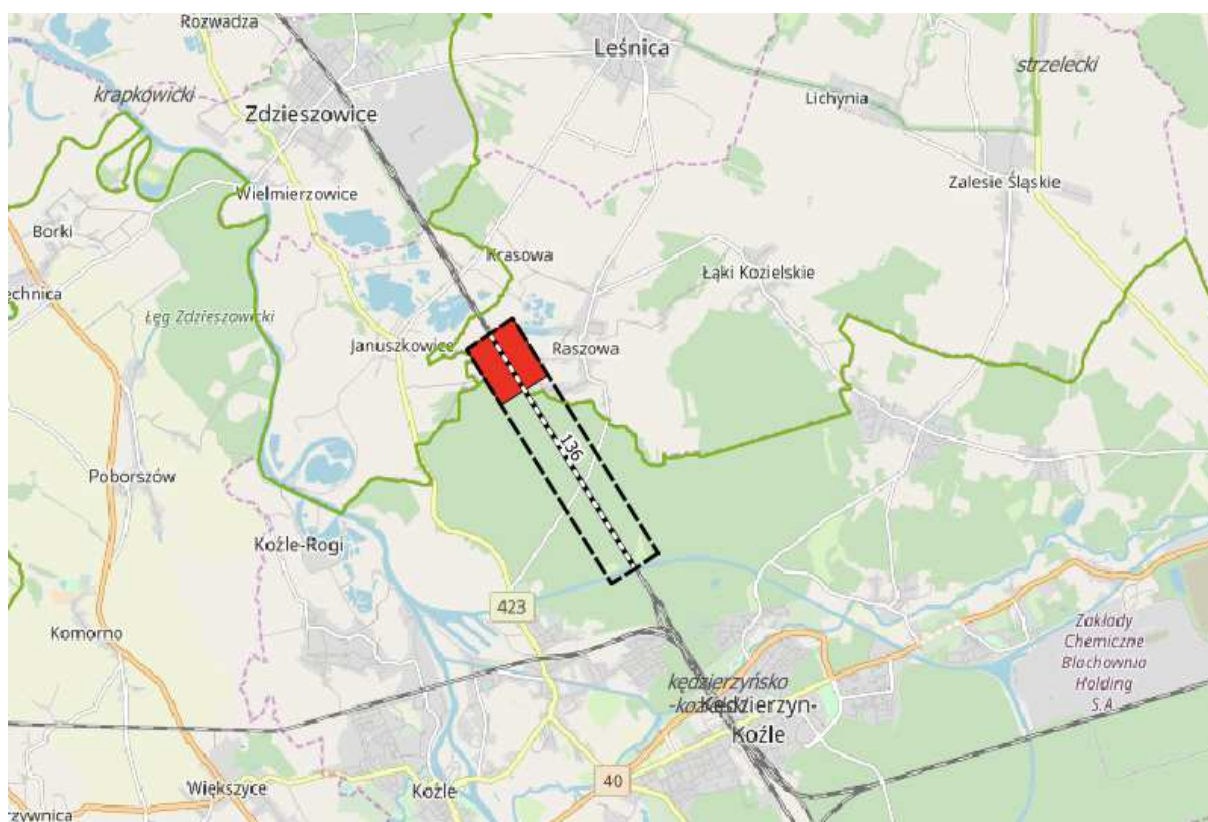 Rozwadza
Leśnica
strzelecki
krapkowicki
Lichynia
Zdzieszowice
Zalesie Śląskie
Wielmierzowice
Borki
Krasowa
Łąki Kozielskie
echnica
Łęg Zdzieszowicki
Januszkowice
Raszowa
136
Poborszów
Koźle-Rogi
423
Komorno
Zakłady
Chemiczne
Blachownia
Holding
S.A.
kędzierzyńsko
Kędzierzyn-
Koźle
40
Większyce
Koźle
zywnica